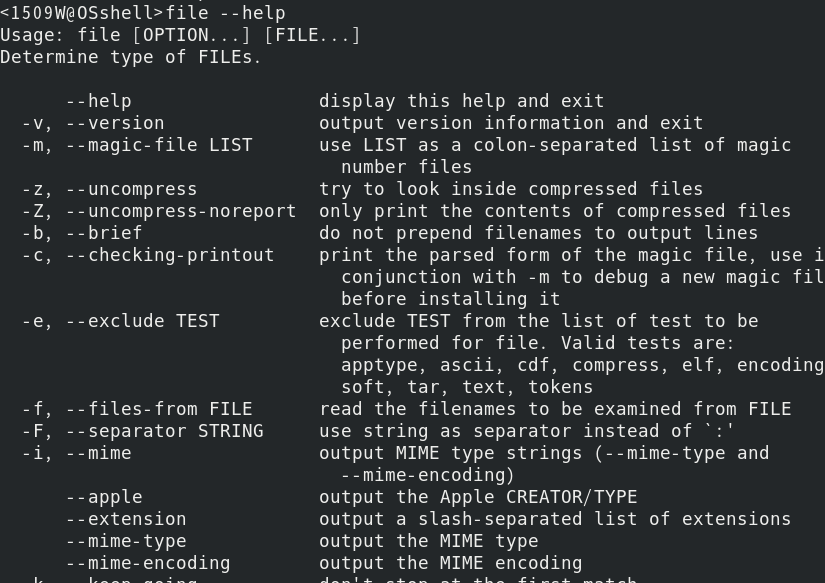 <1509W@OSshell>file --help
Usage: file [OPTION...] [FILE...]
Determine type of FILEs.

      --help                 display this help and exit
  -v, --version              output version information and exit
  -m, --magic-file LIST      use LIST as a colon-separated list of magic
                               number files
  -z, --uncompress           try to look inside compressed files
  -Z, --uncompress-noreport  only print the contents of compressed files
  -b, --brief                do not prepend filenames to output lines
  -c, --checking-printout    print the parsed form of the magic file, use i
                               conjunction with -m to debug a new magic fil
                               before installing it
  -e, --exclude TEST         exclude TEST from the list of test to be
                               performed for file. Valid tests are:
                               apptype, ascii, cdf, compress, elf, encoding
                               soft, tar, text, tokens
  -f, --files-from FILE      read the filenames to be examined from FILE
  -F, --separator STRING     use string as separator instead of `:'
  -i, --mime                 output MIME type strings (--mime-type and
                               --mime-encoding)
      --apple                output the Apple CREATOR/TYPE
      --extension            output a slash-separated list of extensions
      --mime-type            output the MIME type
      --mime-encoding        output the MIME encoding
  -k, --keep-going           don't stop at the first match